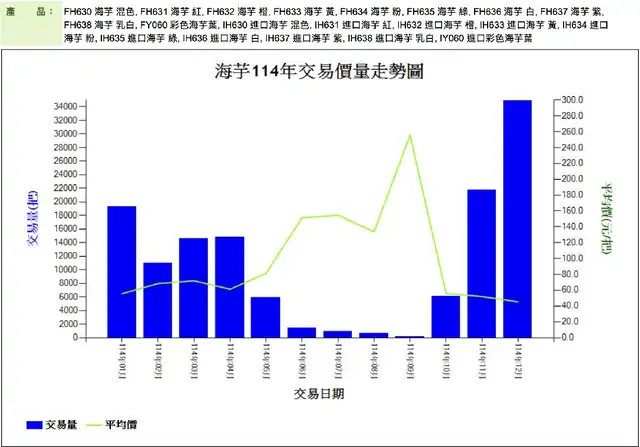 產 品： FH630 海芋 混色, FH631 海芋 紅, FH632 海芋 橙, FH633 海芋 黃, FH634 海芋 粉, FH635 海芋 綠, FH636 海芋 白, FH637 海芋 紫,
FH638 海芋 乳白, FY060 彩色海芋葉, IH630 進口海芋 混色, IH631 進口海芋 紅, IH632 進口海芋 橙, IH633 進口海芋 黃, IH634 進口
海芋 粉, IH635 進口海芋 綠, IH636 進口海芋 白, IH637 進口海芋 紫, IH638 進口海芋 乳白, IY060 進口彩色海芋葉
海芋114年交易價量走勢圖
交易量(把)
34000
32000
30000
28000
26000
24000
22000
20000
18000
16000
14000
12000
10000
8000
6000
4000
2000
0
300.0
280.0
260.0
240.0
220.0
200.0
180.0
160.0
140.0
120.0
100.0
80.0
60.0
40.0
20.0
0.0
平均價(元/把)
114年01月
114年02月
114年03月
114年04月
114年05月
114年06月
114年07月
114年08月
114年09月
114年10月
114年11月
114年12月
交易日期
交易量 平均價